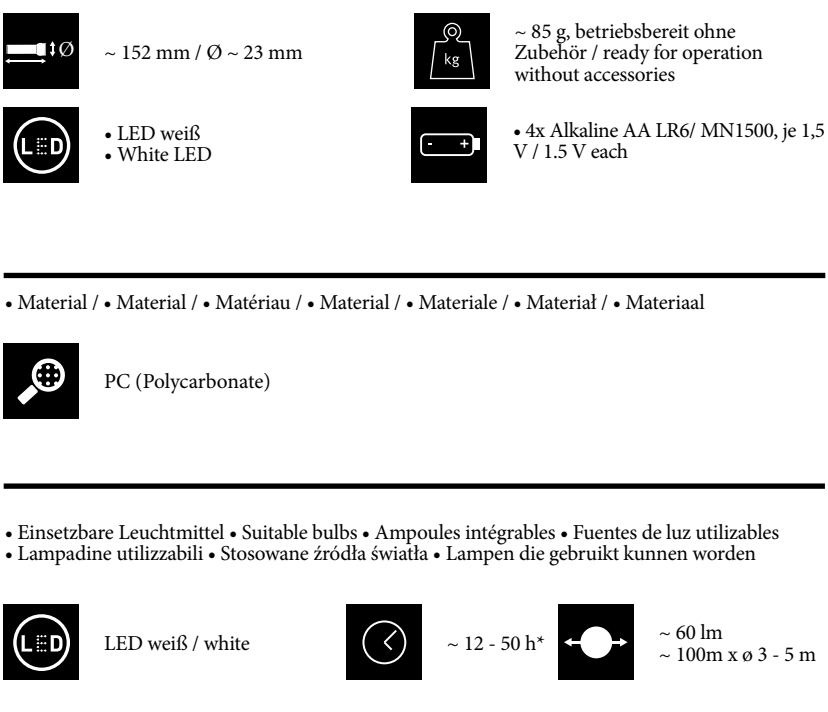 Ø
~ 152 mm / Ø ~ 23 mm
kg
~ 85 g, betriebsbereit ohne
Zubehör / ready for operation
without accessories
LED
• LED weiß
• White LED
- +
• 4x Alkaline AA LR6/ MN1500, je 1,5
V / 1.5 V each
• Material / • Material / • Matériau / • Material / • Materiale / • Materiał / • Materiaal
PC (Polycarbonate)
• Einsetzbare Leuchtmittel • Suitable bulbs • Ampoules intégrables • Fuentes de luz utilizables
• Lampadine utilizzabili • Stosowane źródła światła • Lampen die gebruikt kunnen worden
LED
LED weiß / white
~ 12 - 50 h*
~ 60 lm
~ 100m x ø 3 - 5 m